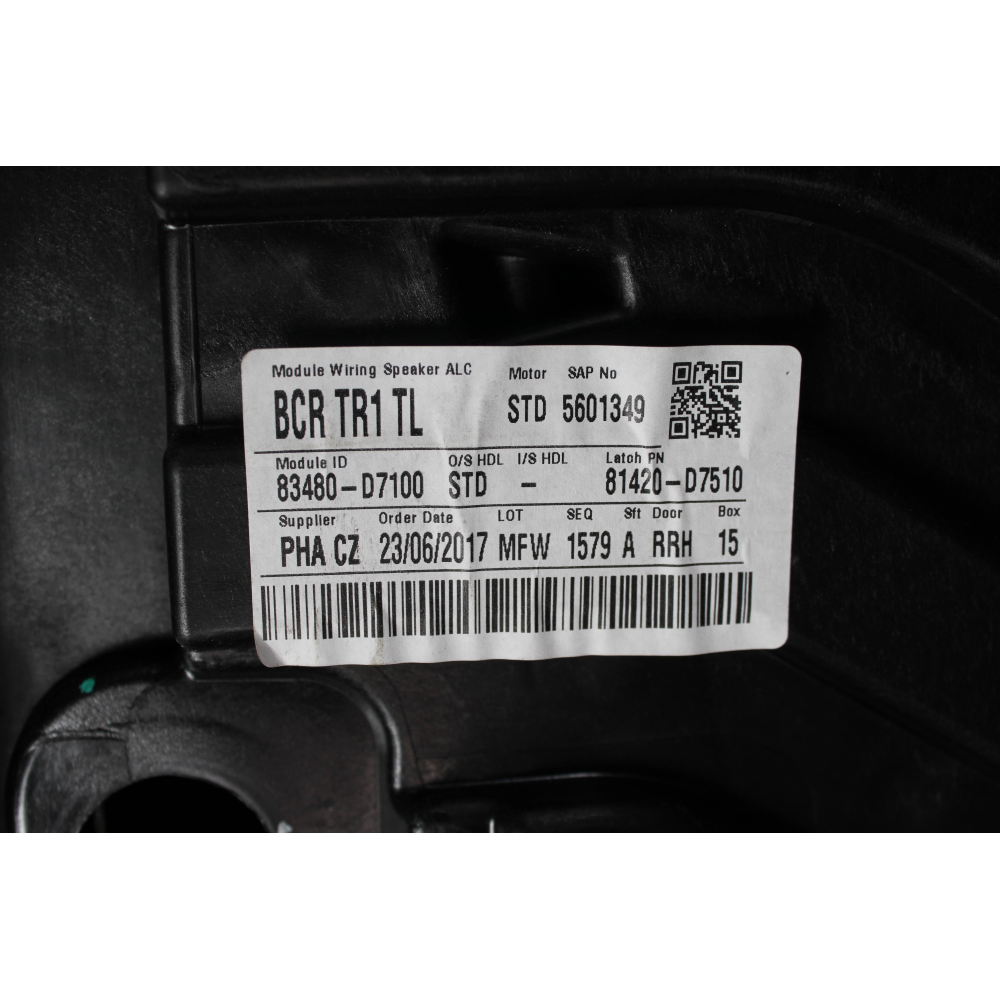 Module Wiring Speaker ALC Motor SAP No
BCR TR1 TL STD 5601349
Module ID O/S HDL I/S HDL Latch PN
83480-D7100 STD - 81420-D7510
Supplier Order Date LOT SEQ Sft Door Box
PHA CZ 23/06/2017 MFW 1579 A RRH 15